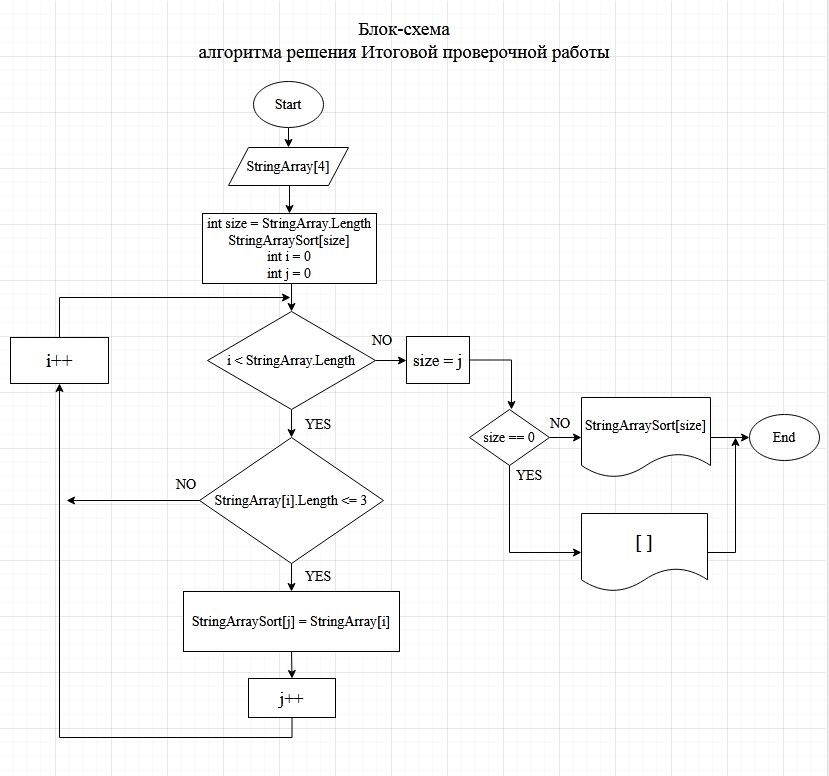 Блок-схема
алгоритма решения Итоговой проверочной работы
Start
StringArray[4]
int size = StringArray.Length
StringArraySort[size]
int i = 0
int j = 0
i++
i < StringArray.Length
NO
size = j
YES
size == 0
NO
StringArraySort[size]
End
YES
NO
StringArray[i].Length <= 3
[ ]
YES
StringArraySort[j] = StringArray[i]
j++